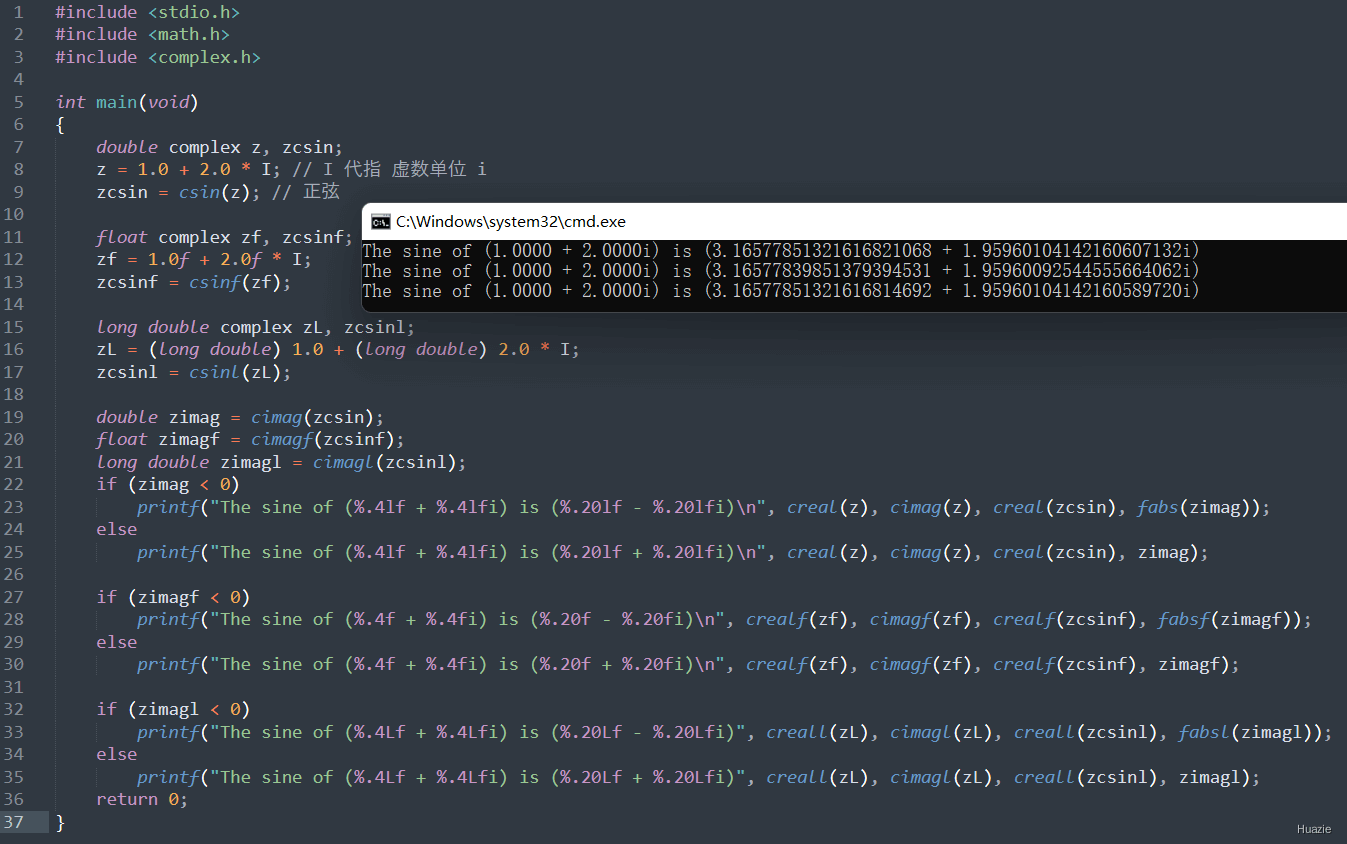 1 #include <stdio.h>
2 #include <math.h>
3 #include <complex.h>
4
5 int main(void)
6 {
7     double complex z, zcsin;
8     z = 1.0 + 2.0 * I; // I 代指 虚数单位 i
9     zcsin = csin(z); // 正弦
10
11     float complex zf, zcsinf;
12     zf = 1.0f + 2.0f * I;
13     zcsinf = csinf(zf);
14
15     long double complex zL, zcsinl;
16     zL = (long double) 1.0 + (long double) 2.0 * I;
17     zcsinl = csinl(zL);
18
19     double zimag = cimag(zcsin);
20     float zimagf = cimagf(zcsinf);
21     long double zimagl = cimagl(zcsinl);
22     if (zimag < 0)
23         printf("The sine of (%.4lf + %.4lfi) is (%.20lf - %.20lfi)\n", creal(z), cimag(z), creal(zcsin), fabs(zimag));
24     else
25         printf("The sine of (%.4lf + %.4lfi) is (%.20lf + %.20lfi)\n", creal(z), cimag(z), creal(zcsin), zimag);
26
27     if (zimagf < 0)
28         printf("The sine of (%.4f + %.4fi) is (%.20f - %.20fi)\n", crealf(zf), cimagf(zf), crealf(zcsinf), fabsf(zimagf));
29     else
30         printf("The sine of (%.4f + %.4fi) is (%.20f + %.20fi)\n", crealf(zf), cimagf(zf), crealf(zcsinf), zimagf);
31
32     if (zimagl < 0)
33         printf("The sine of (%.4Lf + %.4Lfi) is (%.20Lf - %.20Lfi)", creall(zL), cimagl(zL), creall(zcsinl), fabsl(zimagl));
34     else
35         printf("The sine of (%.4Lf + %.4Lfi) is (%.20Lf + %.20Lfi)", creall(zL), cimagl(zL), creall(zcsinl), zimagl);
36     return 0;
37 }
C:\Windows\system32\cmd.exe
The sine of (1.0000 + 2.0000i) is (3.16577851321616821068 + 1.95960104142160607132i)
The sine of (1.0000 + 2.0000i) is (3.16577839851379394531 + 1.95960092544555664062i)
The sine of (1.0000 + 2.0000i) is (3.16577851321616814692 + 1.95960104142160589720i)
Huazie